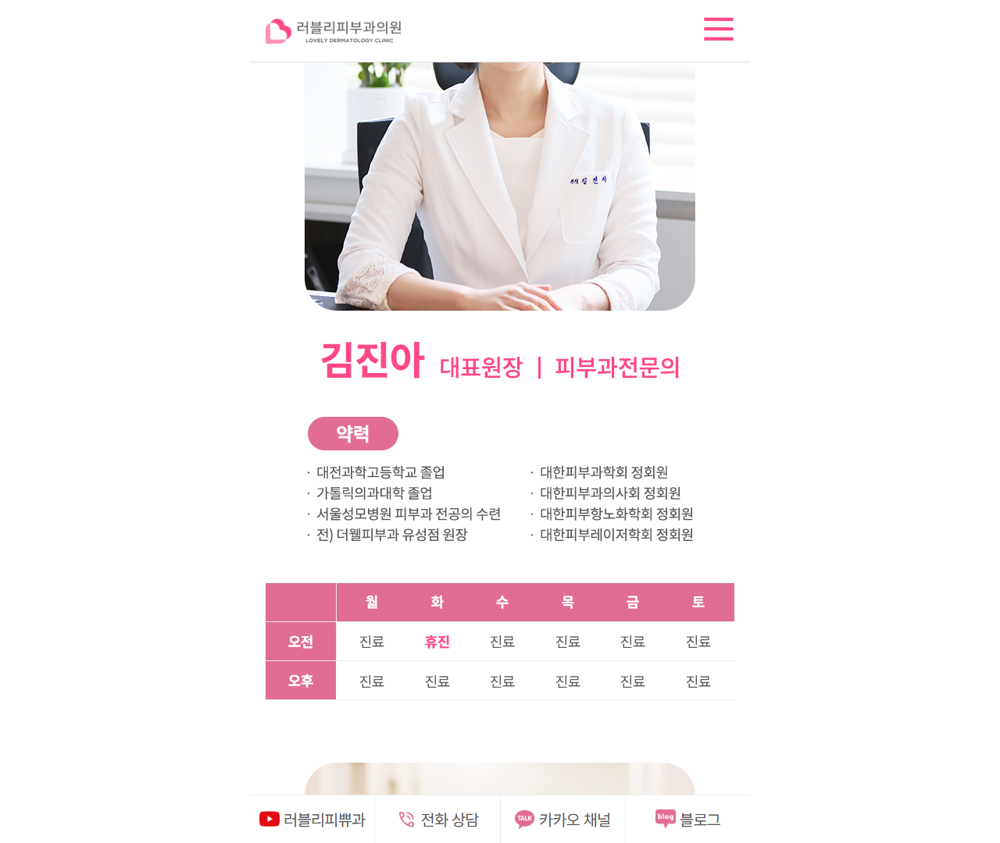 러블리피부과의원
LOVELY DERMATOLOGY CLINIC
원장 김 진 아
김진아 대표원장 | 피부과전문의
약력
· 대전과학고등학교 졸업
· 가톨릭의과대학 졸업
· 서울성모병원 피부과 전공의 수련
· 전) 더웰피부과 유성점 원장
· 대한피부과학회 정회원
· 대한피부과의사회 정회원
· 대한피부항노화학회 정회원
· 대한피부레이저학회 정회원
월 화 수 목 금 토
오전 진료 휴진 진료 진료 진료 진료
오후 진료 진료 진료 진료 진료 진료
러블리피쀼과 전화 상담 TALK 카카오 채널 blog 블로그